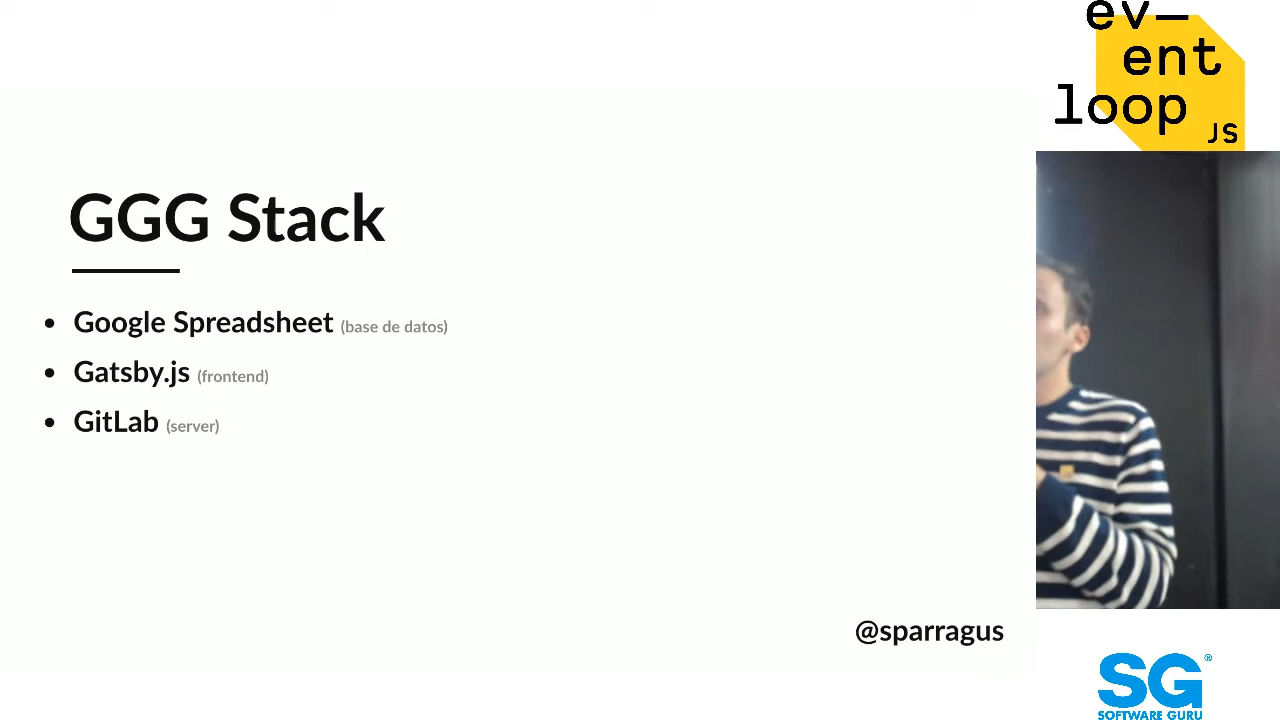 GGG Stack
Google Spreadsheet (base de datos)
Gatsby.js (frontend)
GitLab (server)
@sparragus
ev—
ent
loop
JS
SG®
SOFTWARE GURU